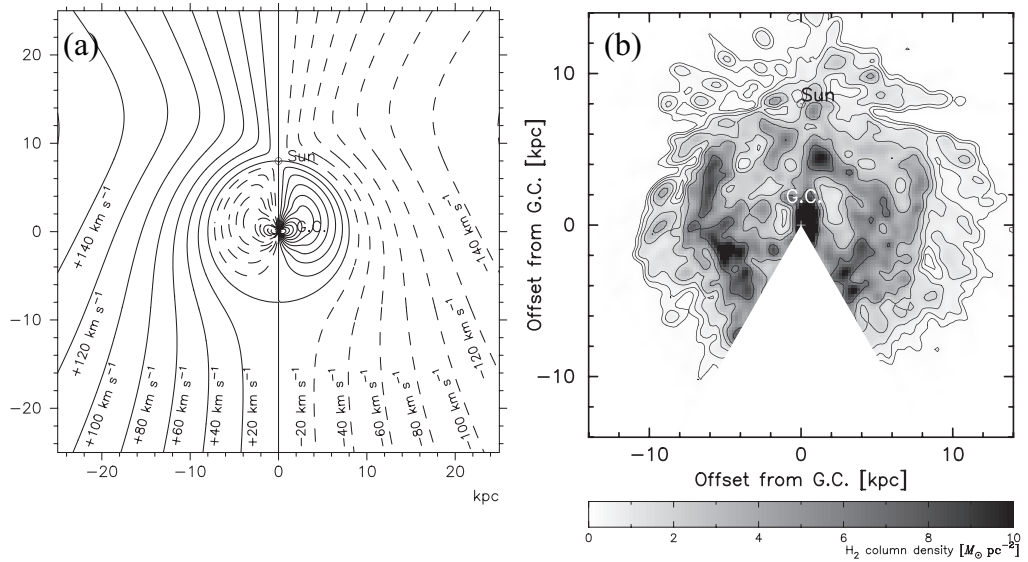 (a)
20
10
0
−10
−20
−20
−10
0
10
20
kpc
Sun
G.C.
+140 km s−1
+120 km s−1
+100 km s−1
+80 km s−1
+60 km s−1
+40 km s−1
+20 km s−1
−20 km s−1
−40 km s−1
−60 km s−1
−80 km s−1
−100 km s−1
−120 km s−1
−140 km s−1
(b)
Offset from G.C. [kpc]
10
0
−10
Sun
G.C.
−10
0
10
Offset from G.C. [kpc]
0
2
4
6
8
10
H2 column density [M⊙ pc−2]